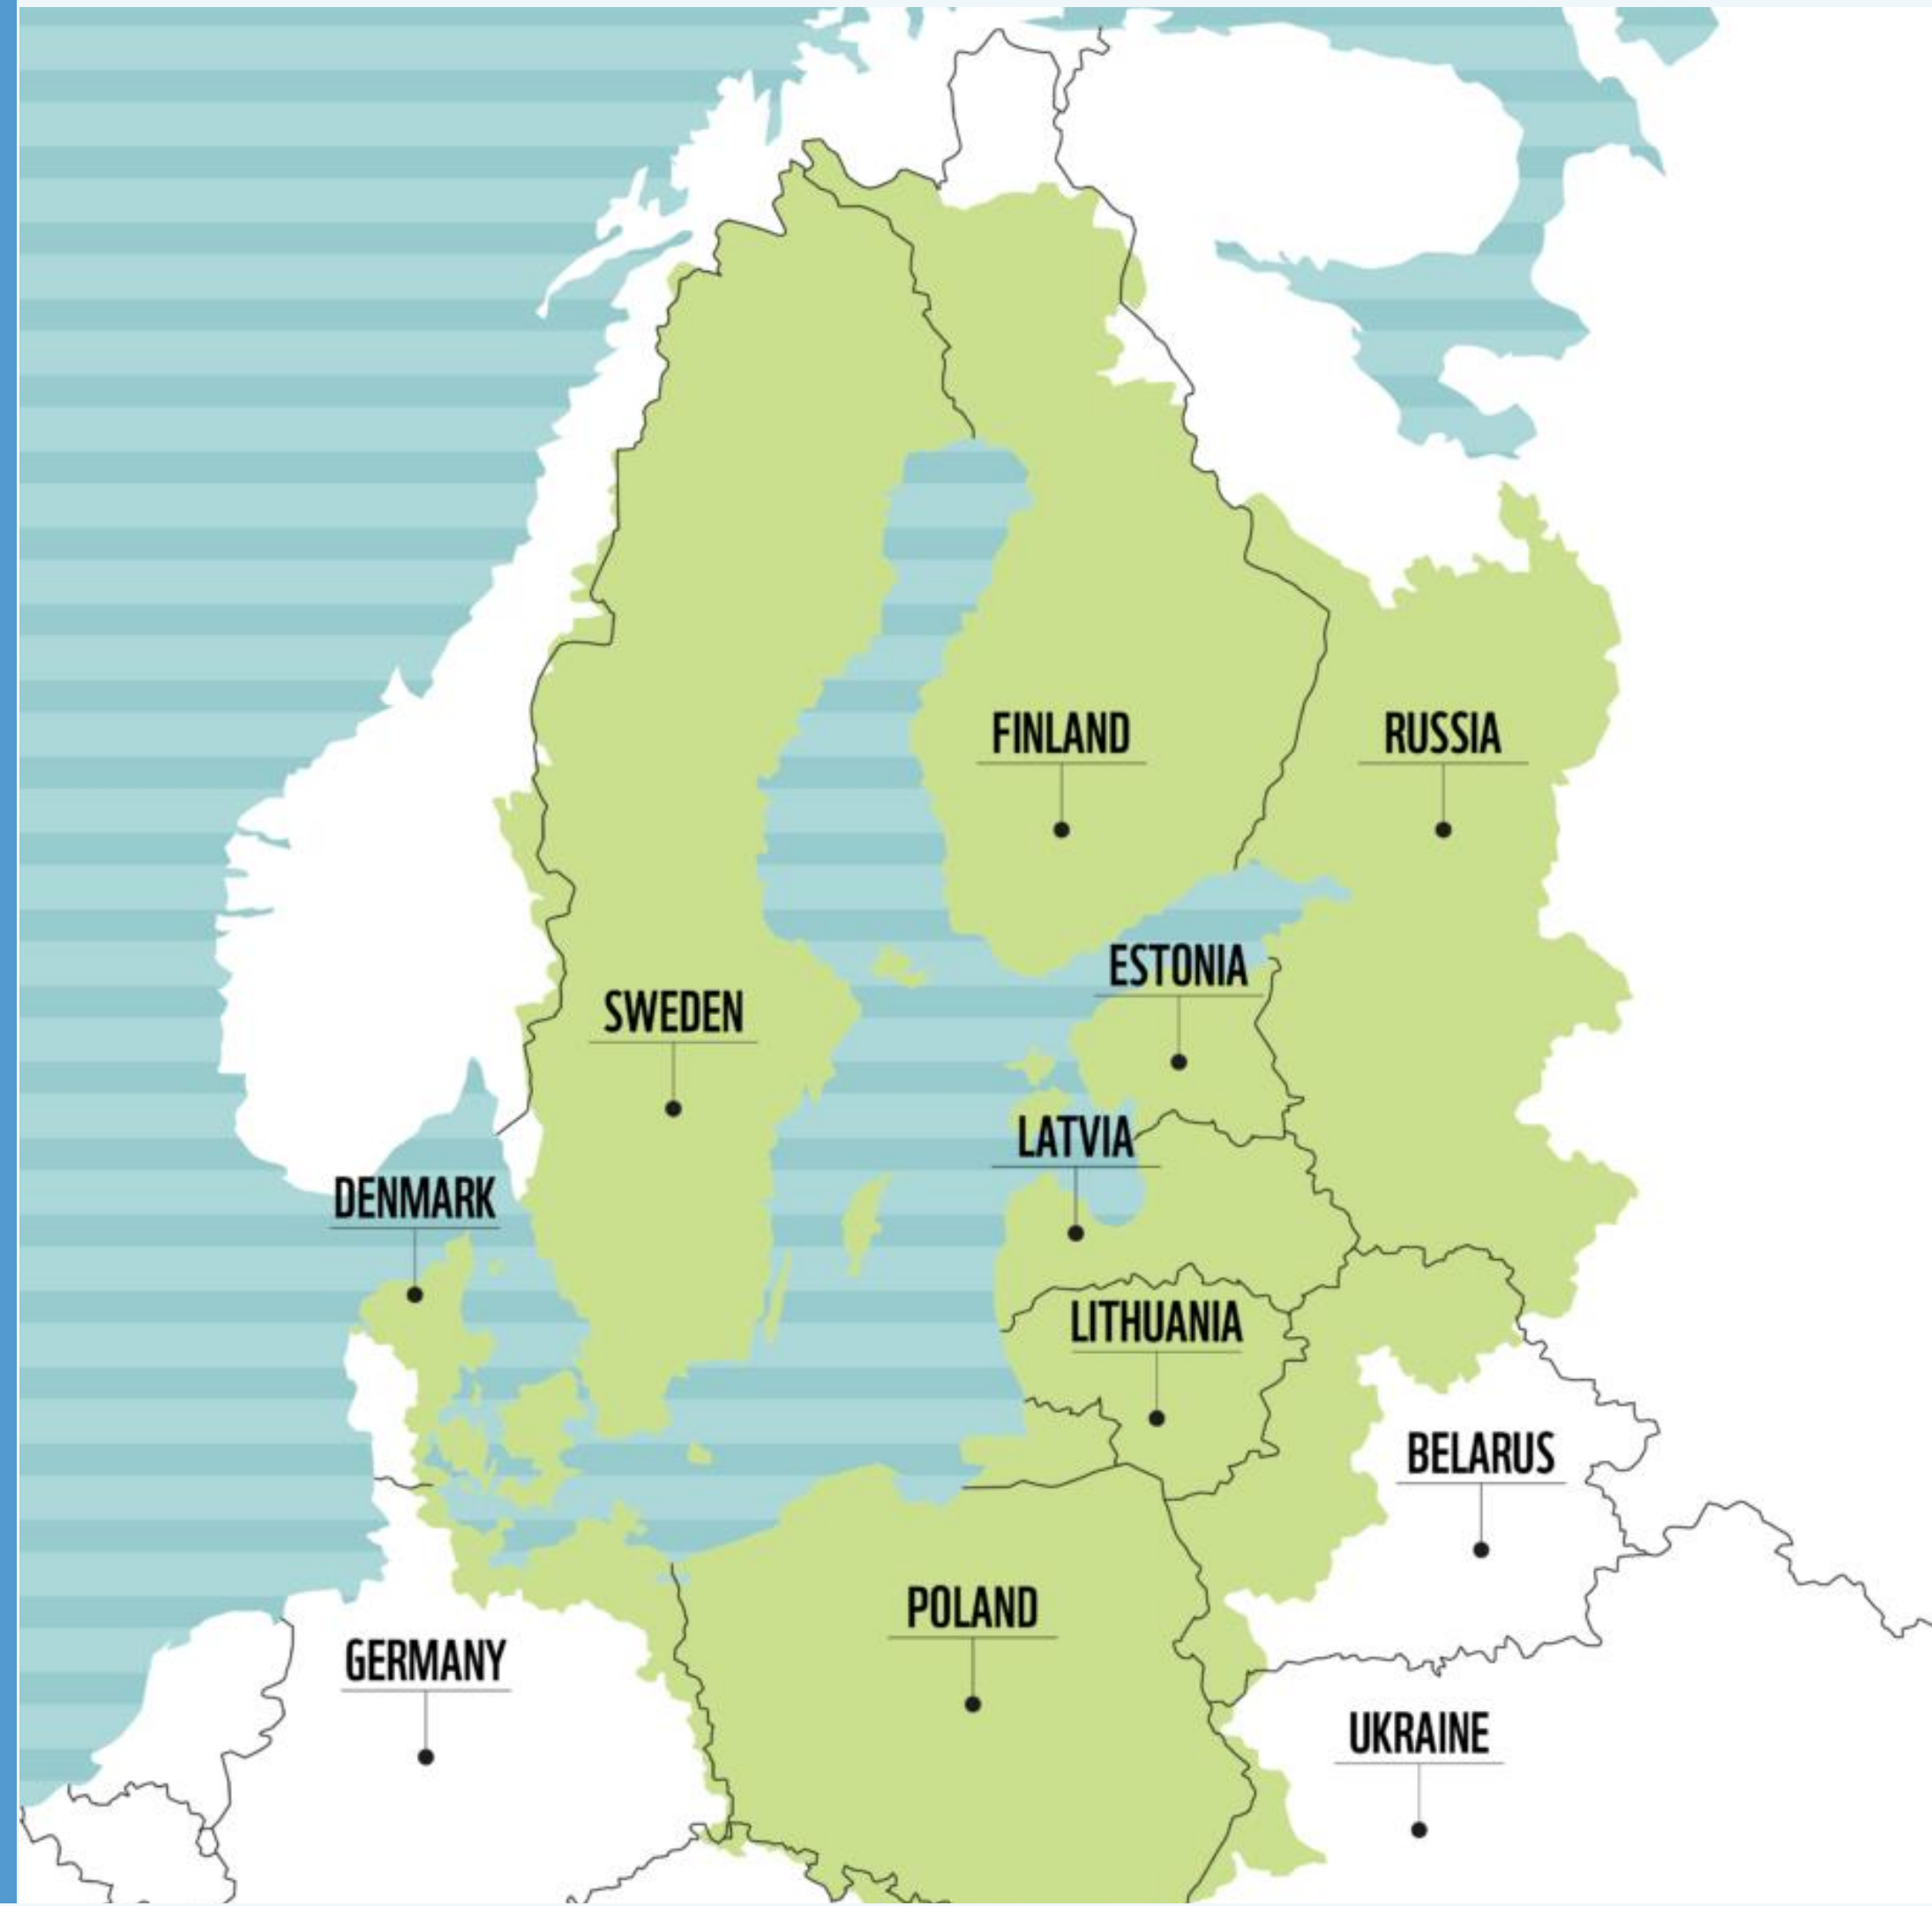 FINLAND
RUSSIA
ESTONIA
SWEDEN
LATVIA
DENMARK
LITHUANIA
BELARUS
POLAND
GERMANY
UKRAINE